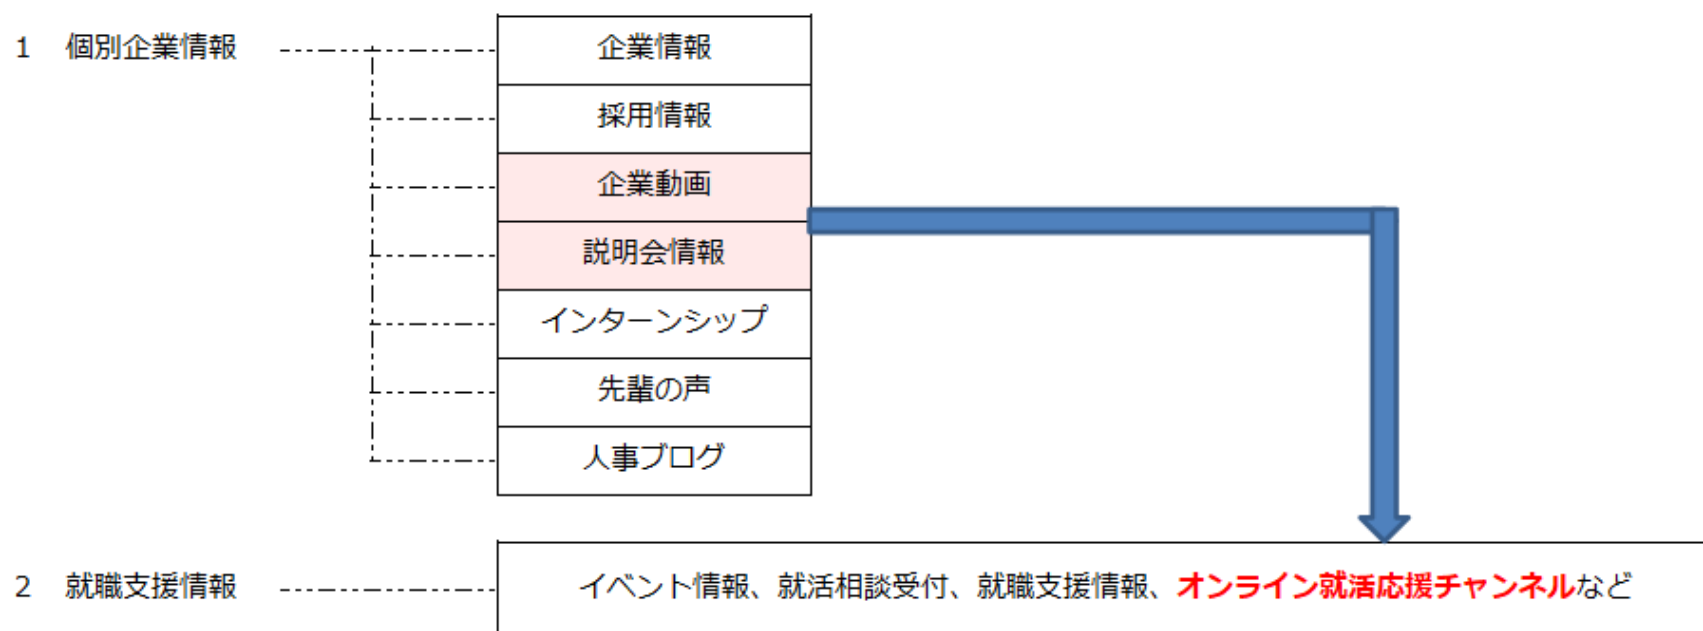 1 個別企業情報 企業情報
採用情報
企業動画
説明会情報
インターンシップ
先輩の声
人事ブログ
2 就職支援情報 イベント情報、就活相談受付、就職支援情報、オンライン就活応援チャンネルなど